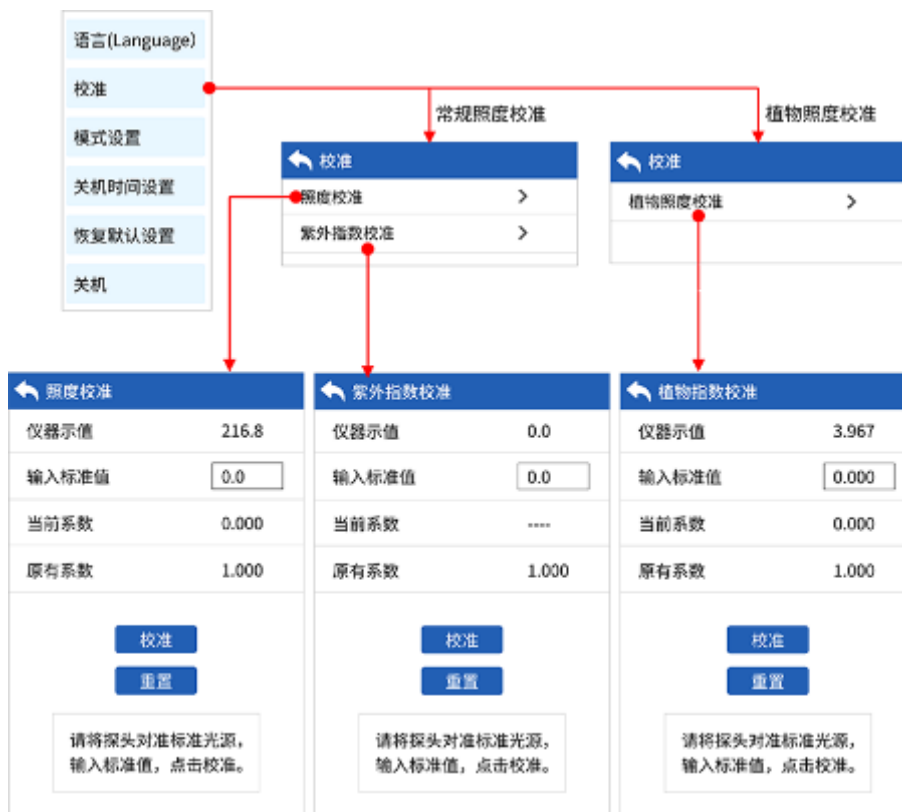 语言(Language)
校准
模式设置
关机时间设置
恢复默认设置
关机
常规照度校准
校准
照度校准
紫外指数校准
植物照度校准
校准
植物照度校准
照度校准
仪器示值 216.8
输入标准值 0.0
当前系数 0.000
原有系数 1.000
校准
重置
请将探头对准标准光源，
输入标准值，点击校准。
紫外指数校准
仪器示值 0.0
输入标准值 0.0
当前系数 ----
原有系数 1.000
校准
重置
请将探头对准标准光源，
输入标准值，点击校准。
植物指数校准
仪器示值 3.967
输入标准值 0.000
当前系数 0.000
原有系数 1.000
校准
重置
请将探头对准标准光源，
输入标准值，点击校准。